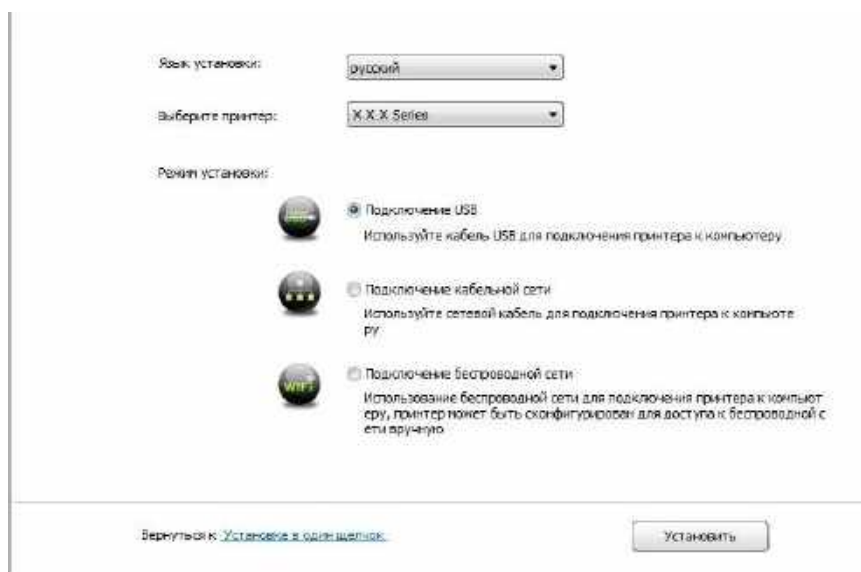 Язык установки:
русский
Выберите принтер:
X X X Series
Режим установки:
Подключение USB
Используйте кабель USB для подключения принтера к компьютеру
Подключение кабельной сети
Используйте сетевой кабель для подключения принтера к компьюте
ру
WIFI
Подключение беспроводной сети
Использование беспроводной сети для подключения принтера к компьют
еру, принтер может быть сконфигурирован для доступа к беспроводной с
ети вручную
Вернуться к Установке в один щелчок.
Установить